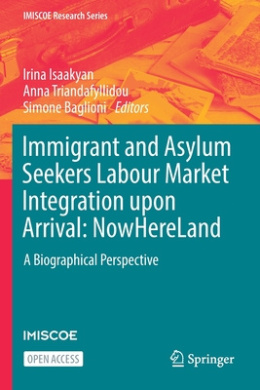 IMISCOE Research Series
Irina Isaakyan
Anna Triandafyllidou
Simone Baglioni Editors
Immigrant and Asylum
Seekers Labour Market
Integration upon
Arrival: NowHereLand
A Biographical Perspective
IMISCOE
OPEN ACCESS
Springer